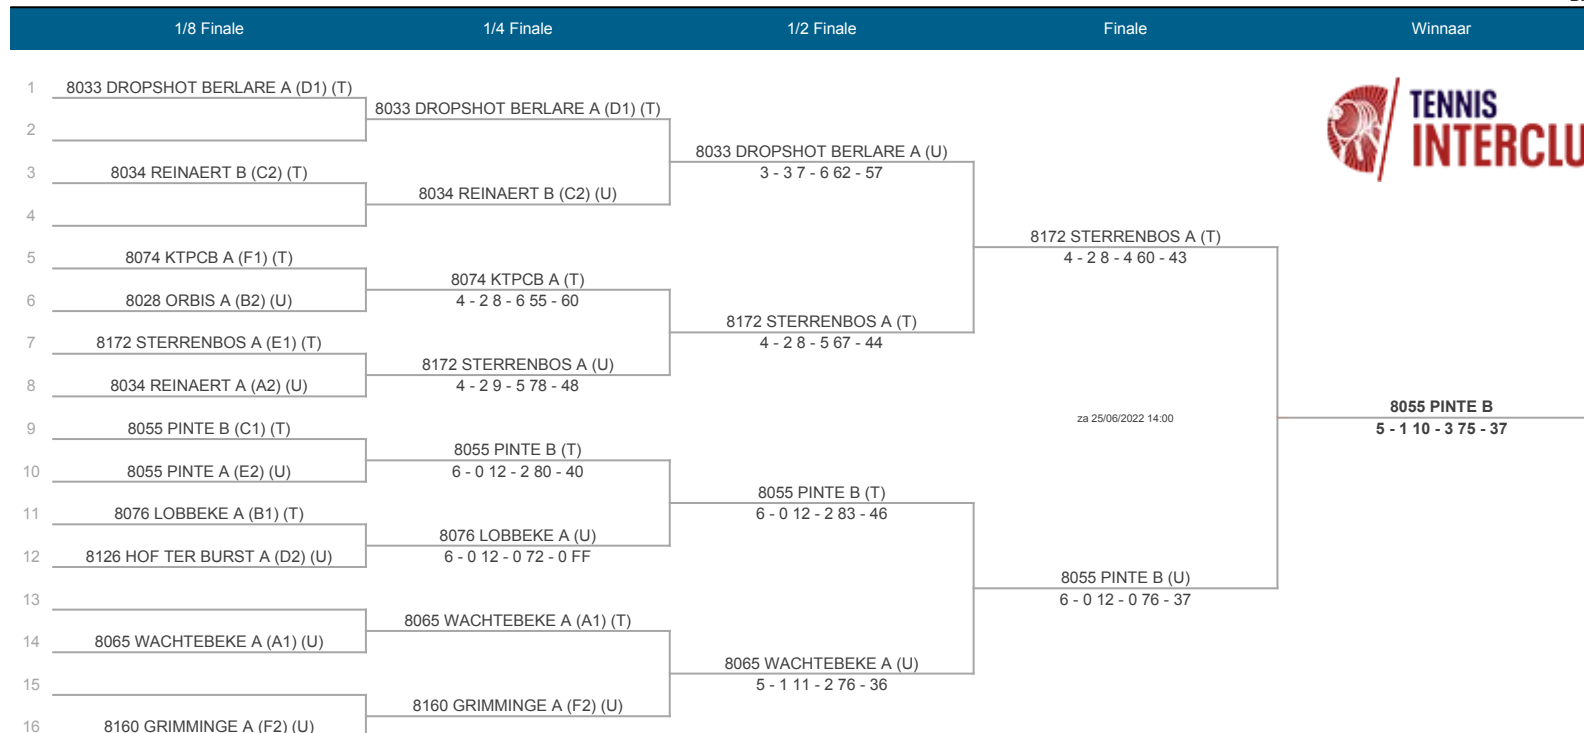 1/8 Finale 1/4 Finale 1/2 Finale Finale Winnaar
1 8033 DROPSHOT BERLARE A (D1) (T)
8033 DROPSHOT BERLARE A (D1) (T)
2
8033 DROPSHOT BERLARE A (U)
3 - 3 7 - 6 62 - 57
3 8034 REINAERT B (C2) (T)
8034 REINAERT B (C2) (U)
4
8172 STERRENBOS A (T)
4 - 2 8 - 4 60 - 43
5 8074 KTPCB A (F1) (T)
8074 KTPCB A (T)
4 - 2 8 - 6 55 - 60
6 8028 ORBIS A (B2) (U)
8172 STERRENBOS A (T)
4 - 2 8 - 5 67 - 44
7 8172 STERRENBOS A (E1) (T)
8172 STERRENBOS A (U)
4 - 2 9 - 5 78 - 48
8 8034 REINAERT A (A2) (U)
za 25/06/2022 14:00
8055 PINTE B
5 - 1 10 - 3 75 - 37
9 8055 PINTE B (C1) (T)
8055 PINTE B (T)
6 - 0 12 - 2 80 - 40
10 8055 PINTE A (E2) (U)
8055 PINTE B (T)
6 - 0 12 - 2 83 - 46
11 8076 LOBBEKE A (B1) (T)
8076 LOBBEKE A (U)
6 - 0 12 - 0 72 - 0 FF
12 8126 HOF TER BURST A (D2) (U)
8055 PINTE B (U)
6 - 0 12 - 0 76 - 37
13
8065 WACHTEBEKE A (A1) (T)
14 8065 WACHTEBEKE A (A1) (U)
8065 WACHTEBEKE A (U)
5 - 1 11 - 2 76 - 36
15
8160 GRIMMINGE A (F2) (U)
16 8160 GRIMMINGE A (F2) (U)
TENNIS
INTERCLU